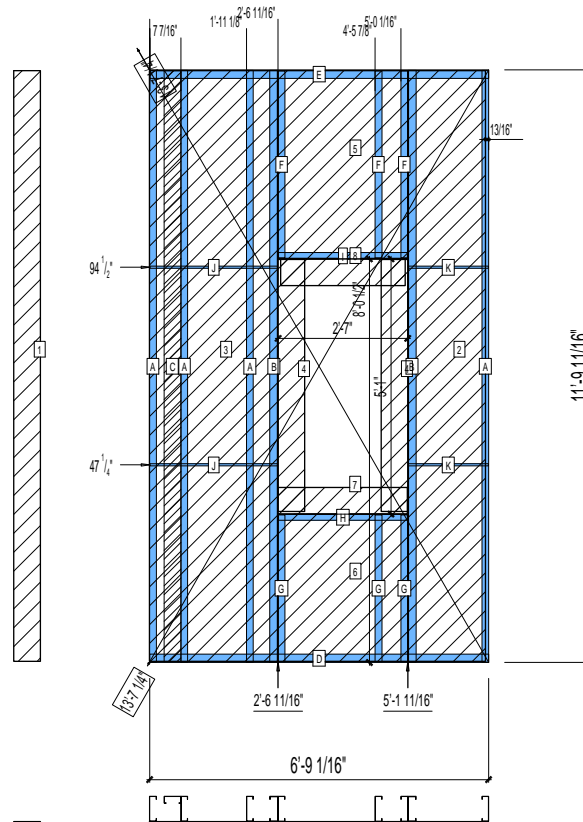 2'-6 11/16"
5'-0 1/16"
1'-11 1/8"
4'-5 7/8"
7 7/16"
E
13/16"
5
F
F
F
I
8
94 1/2"
J
K
8'-0 1/2"
2'-7"
1
3
2
A
C
A
A
B
4
B
A
5'-1"
11'-9 11/16"
47 1/4"
J
K
7
H
6
G
G
G
D
13'-7 1/4"
2'-6 11/16"
5'-1 11/16"
6'-9 1/16"